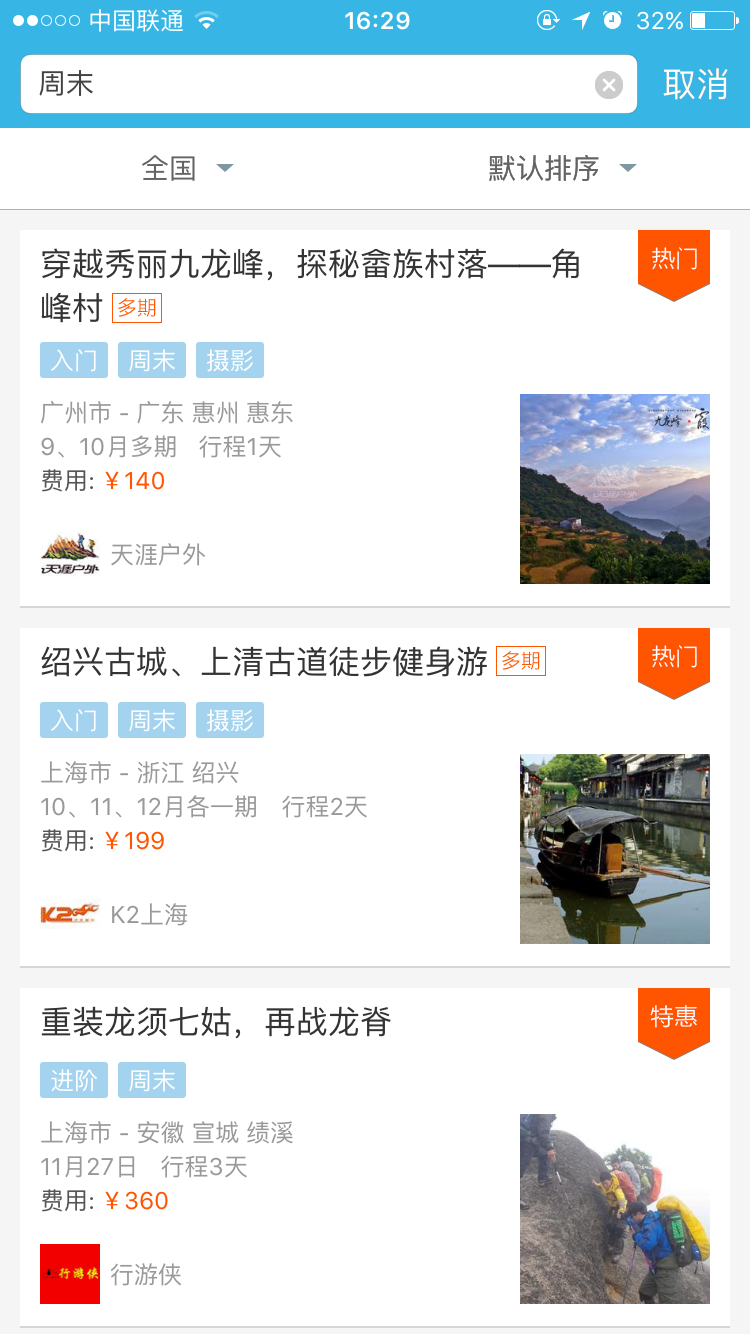 中国联通 16:29 32%
周末 取消
全国 默认排序
穿越秀丽九龙峰，探秘畲族村落——角 热门
峰村 多期
入门 周末 摄影
广州市 - 广东 惠州 惠东
9、10月多期 行程1天
费用: ￥140
九龙峰·霞
天涯户外
天涯户外
绍兴古城、上清古道徒步健身游 多期 热门
入门 周末 摄影
上海市 - 浙江 绍兴
10、11、12月各一期 行程2天
费用: ￥199
K2 K2上海
重装龙须七姑，再战龙脊 特惠
进阶 周末
上海市 - 安徽 宣城 绩溪
11月27日 行程3天
费用: ￥360
行游侠 行游侠